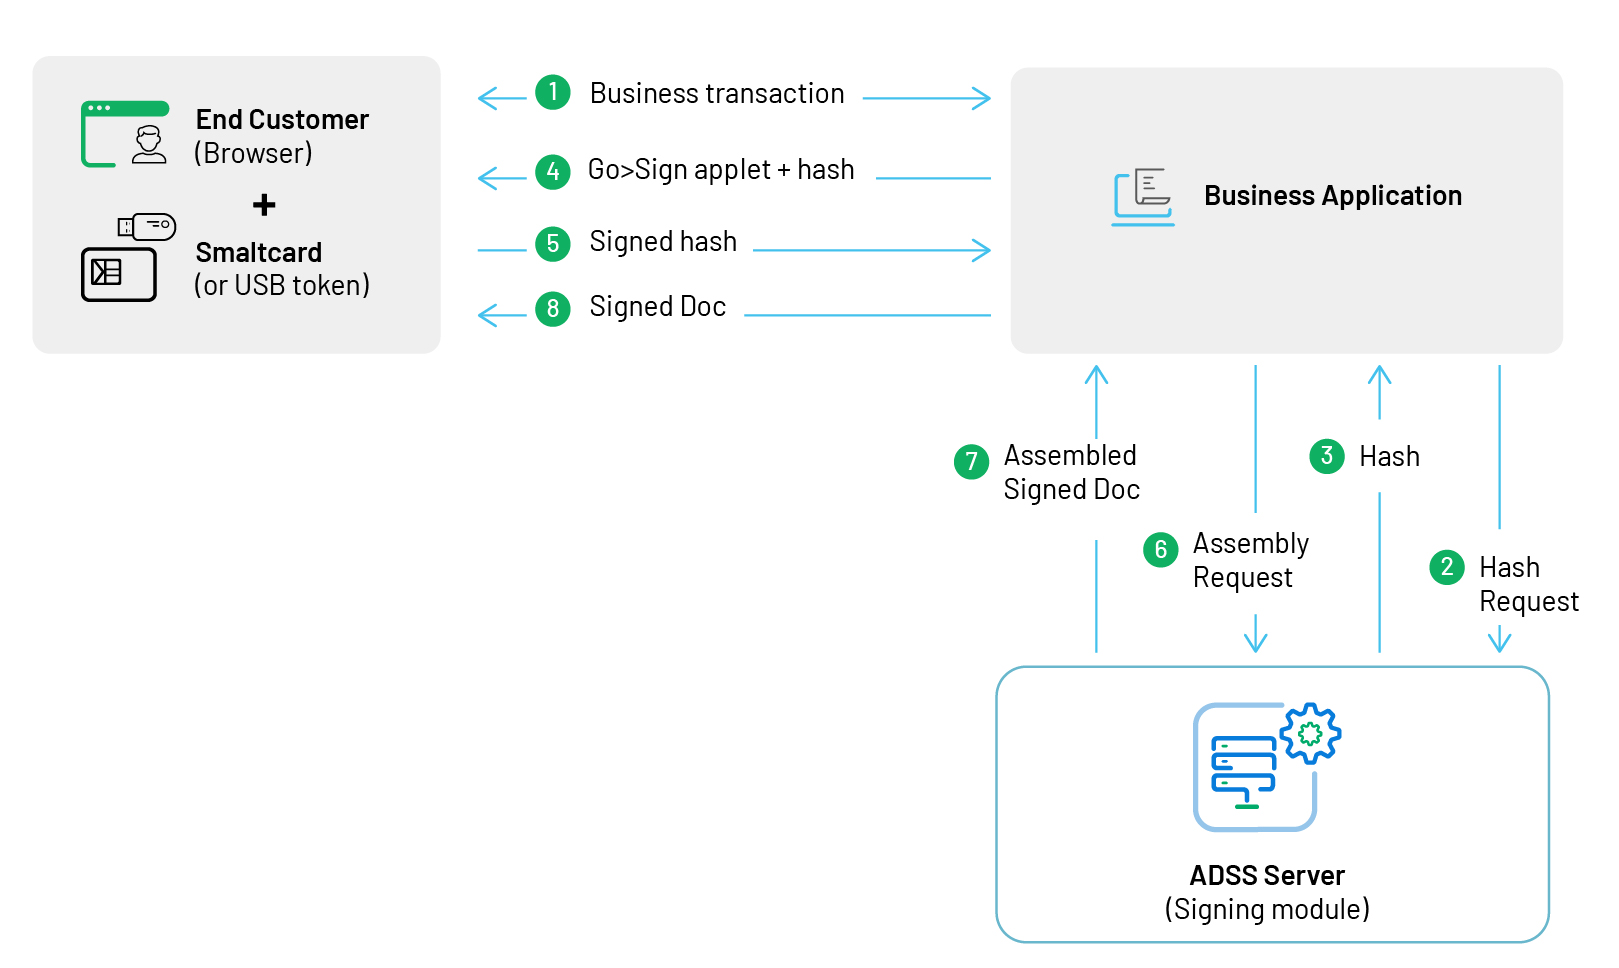 End Customer
(Browser)
+
Smaltcard
(or USB token)
1 Business transaction
4 Go>Sign applet + hash
5 Signed hash
8 Signed Doc
Business Application
7 Assembled
Signed Doc
6 Assembly
Request
3 Hash
2 Hash
Request
ADSS Server
(Signing module)